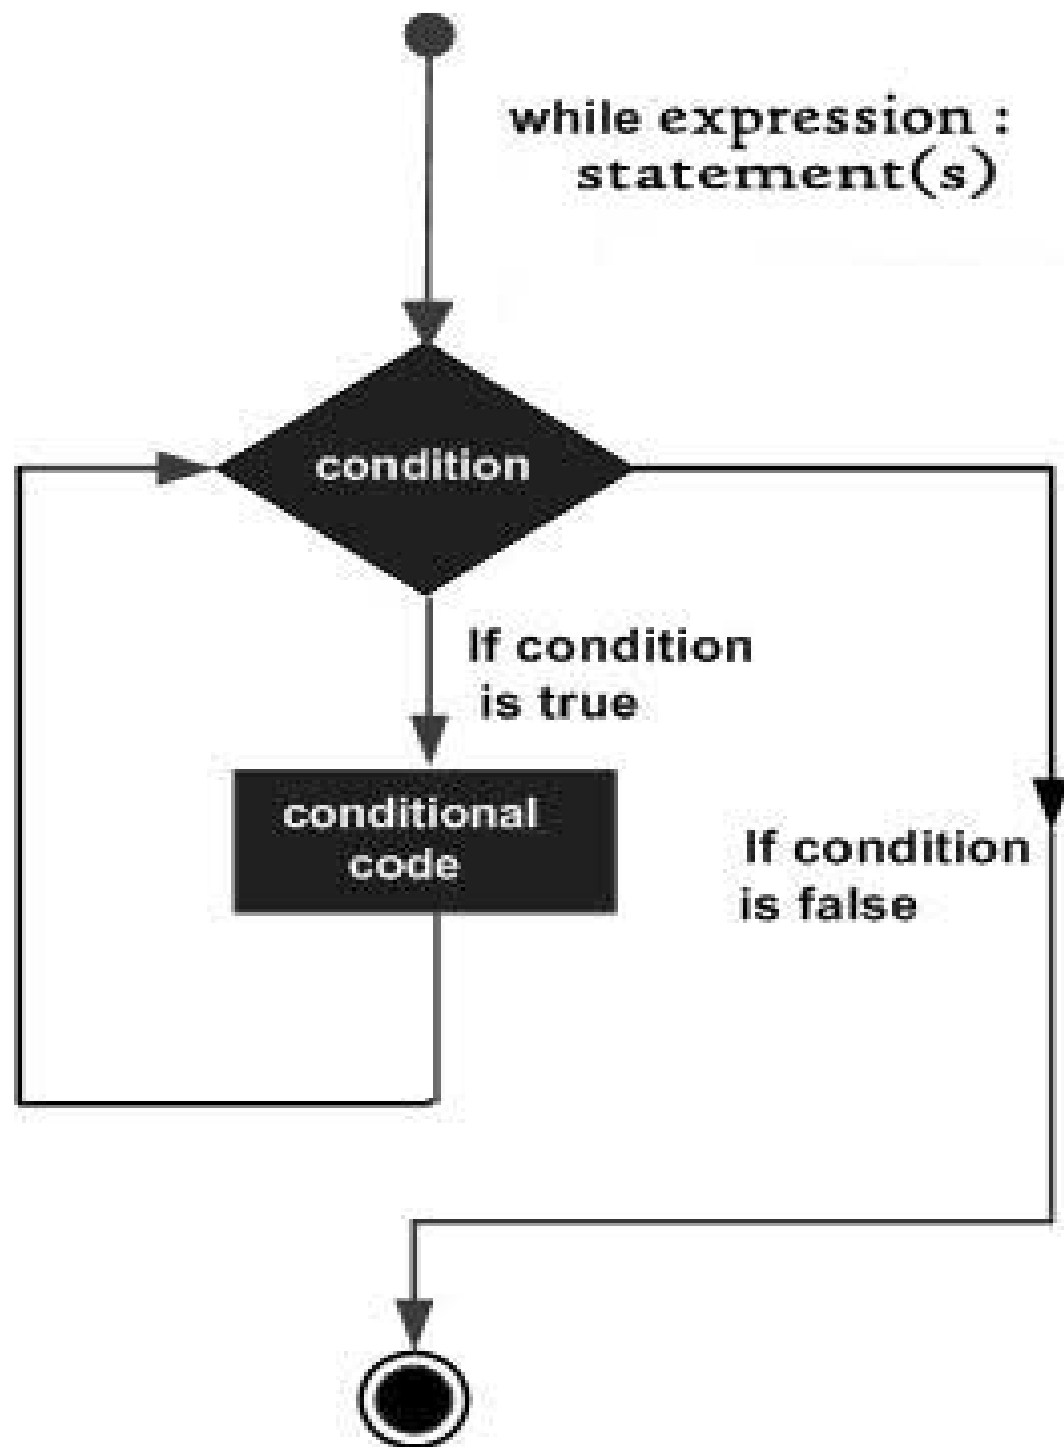 while expression :
statement(s)
condition
If condition
is true
conditional
code
If condition
is false